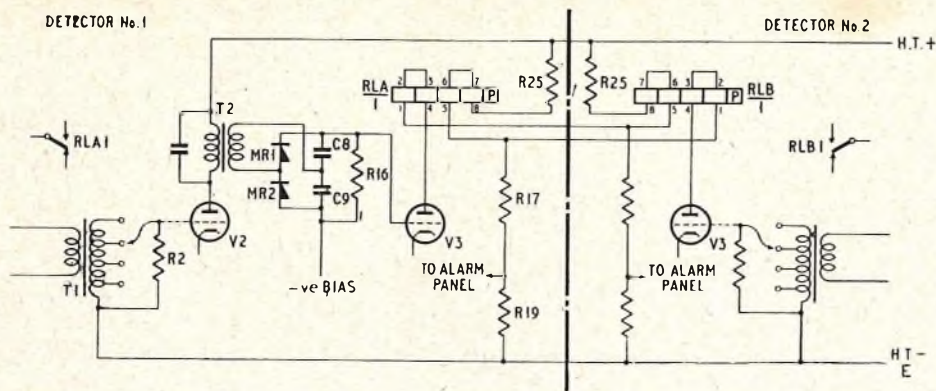 DETECTOR No.1
DETECTOR No.2
H.T.+
T2
R25
R25
2 3 6 7
RLA
1
P
1 4 5 8
7 6 3 2
RLB
1
P
8 5 4 1
RLA1
RLB1
MR1
MR2
C8
C9
R16
R17
V2
V3
V3
R2
T1
-ve BIAS
TO ALARM
PANEL
TO ALARM
PANEL
R19
HT-
E